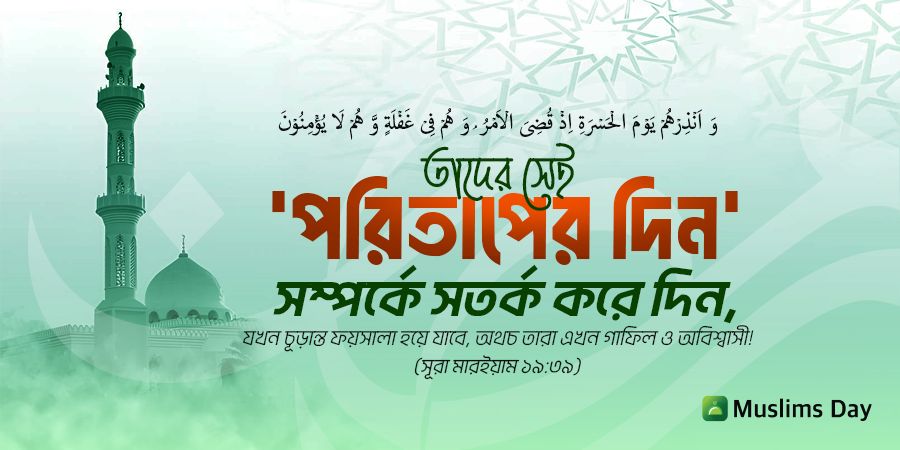 وَ اَنۡذِرۡهُمۡ یَوۡمَ الۡحَسۡرَۃِ اِذۡ قُضِیَ الۡاَمۡرُ ۘ وَ هُمۡ فِیۡ غَفۡلَۃٍ وَّ هُمۡ لَا یُؤۡمِنُوۡنَ
তাদের সেই
'পরিতাপের দিন'
সম্পর্কে সতর্ক করে দিন,
যখন চূড়ান্ত ফয়সালা হয়ে যাবে, অথচ তারা এখন গাফিল ও অবিশ্বাসী!
(সূরা মারইয়াম ১৯:৩৯)
Muslims Day